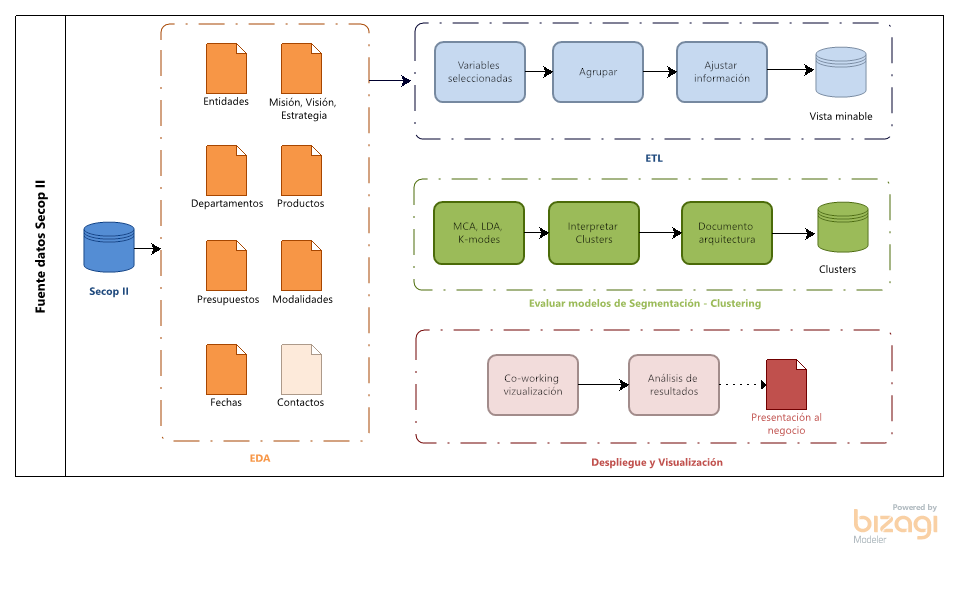 Fuente datos Secop II
Secop II
Entidades
Misión, Visión,
Estrategia
Departamentos
Productos
Presupuestos
Modalidades
Fechas
Contactos
EDA
Variables
seleccionadas
Agrupar
Ajustar
información
Vista minable
ETL
MCA, LDA,
K-modes
Interpretar
Clusters
Documento
arquitectura
Clusters
Evaluar modelos de Segmentación - Clustering
Co-working
vizualización
Análisis de
resultados
Presentación al
negocio
Despliegue y Visualización
Powered by
bizagi
Modeler